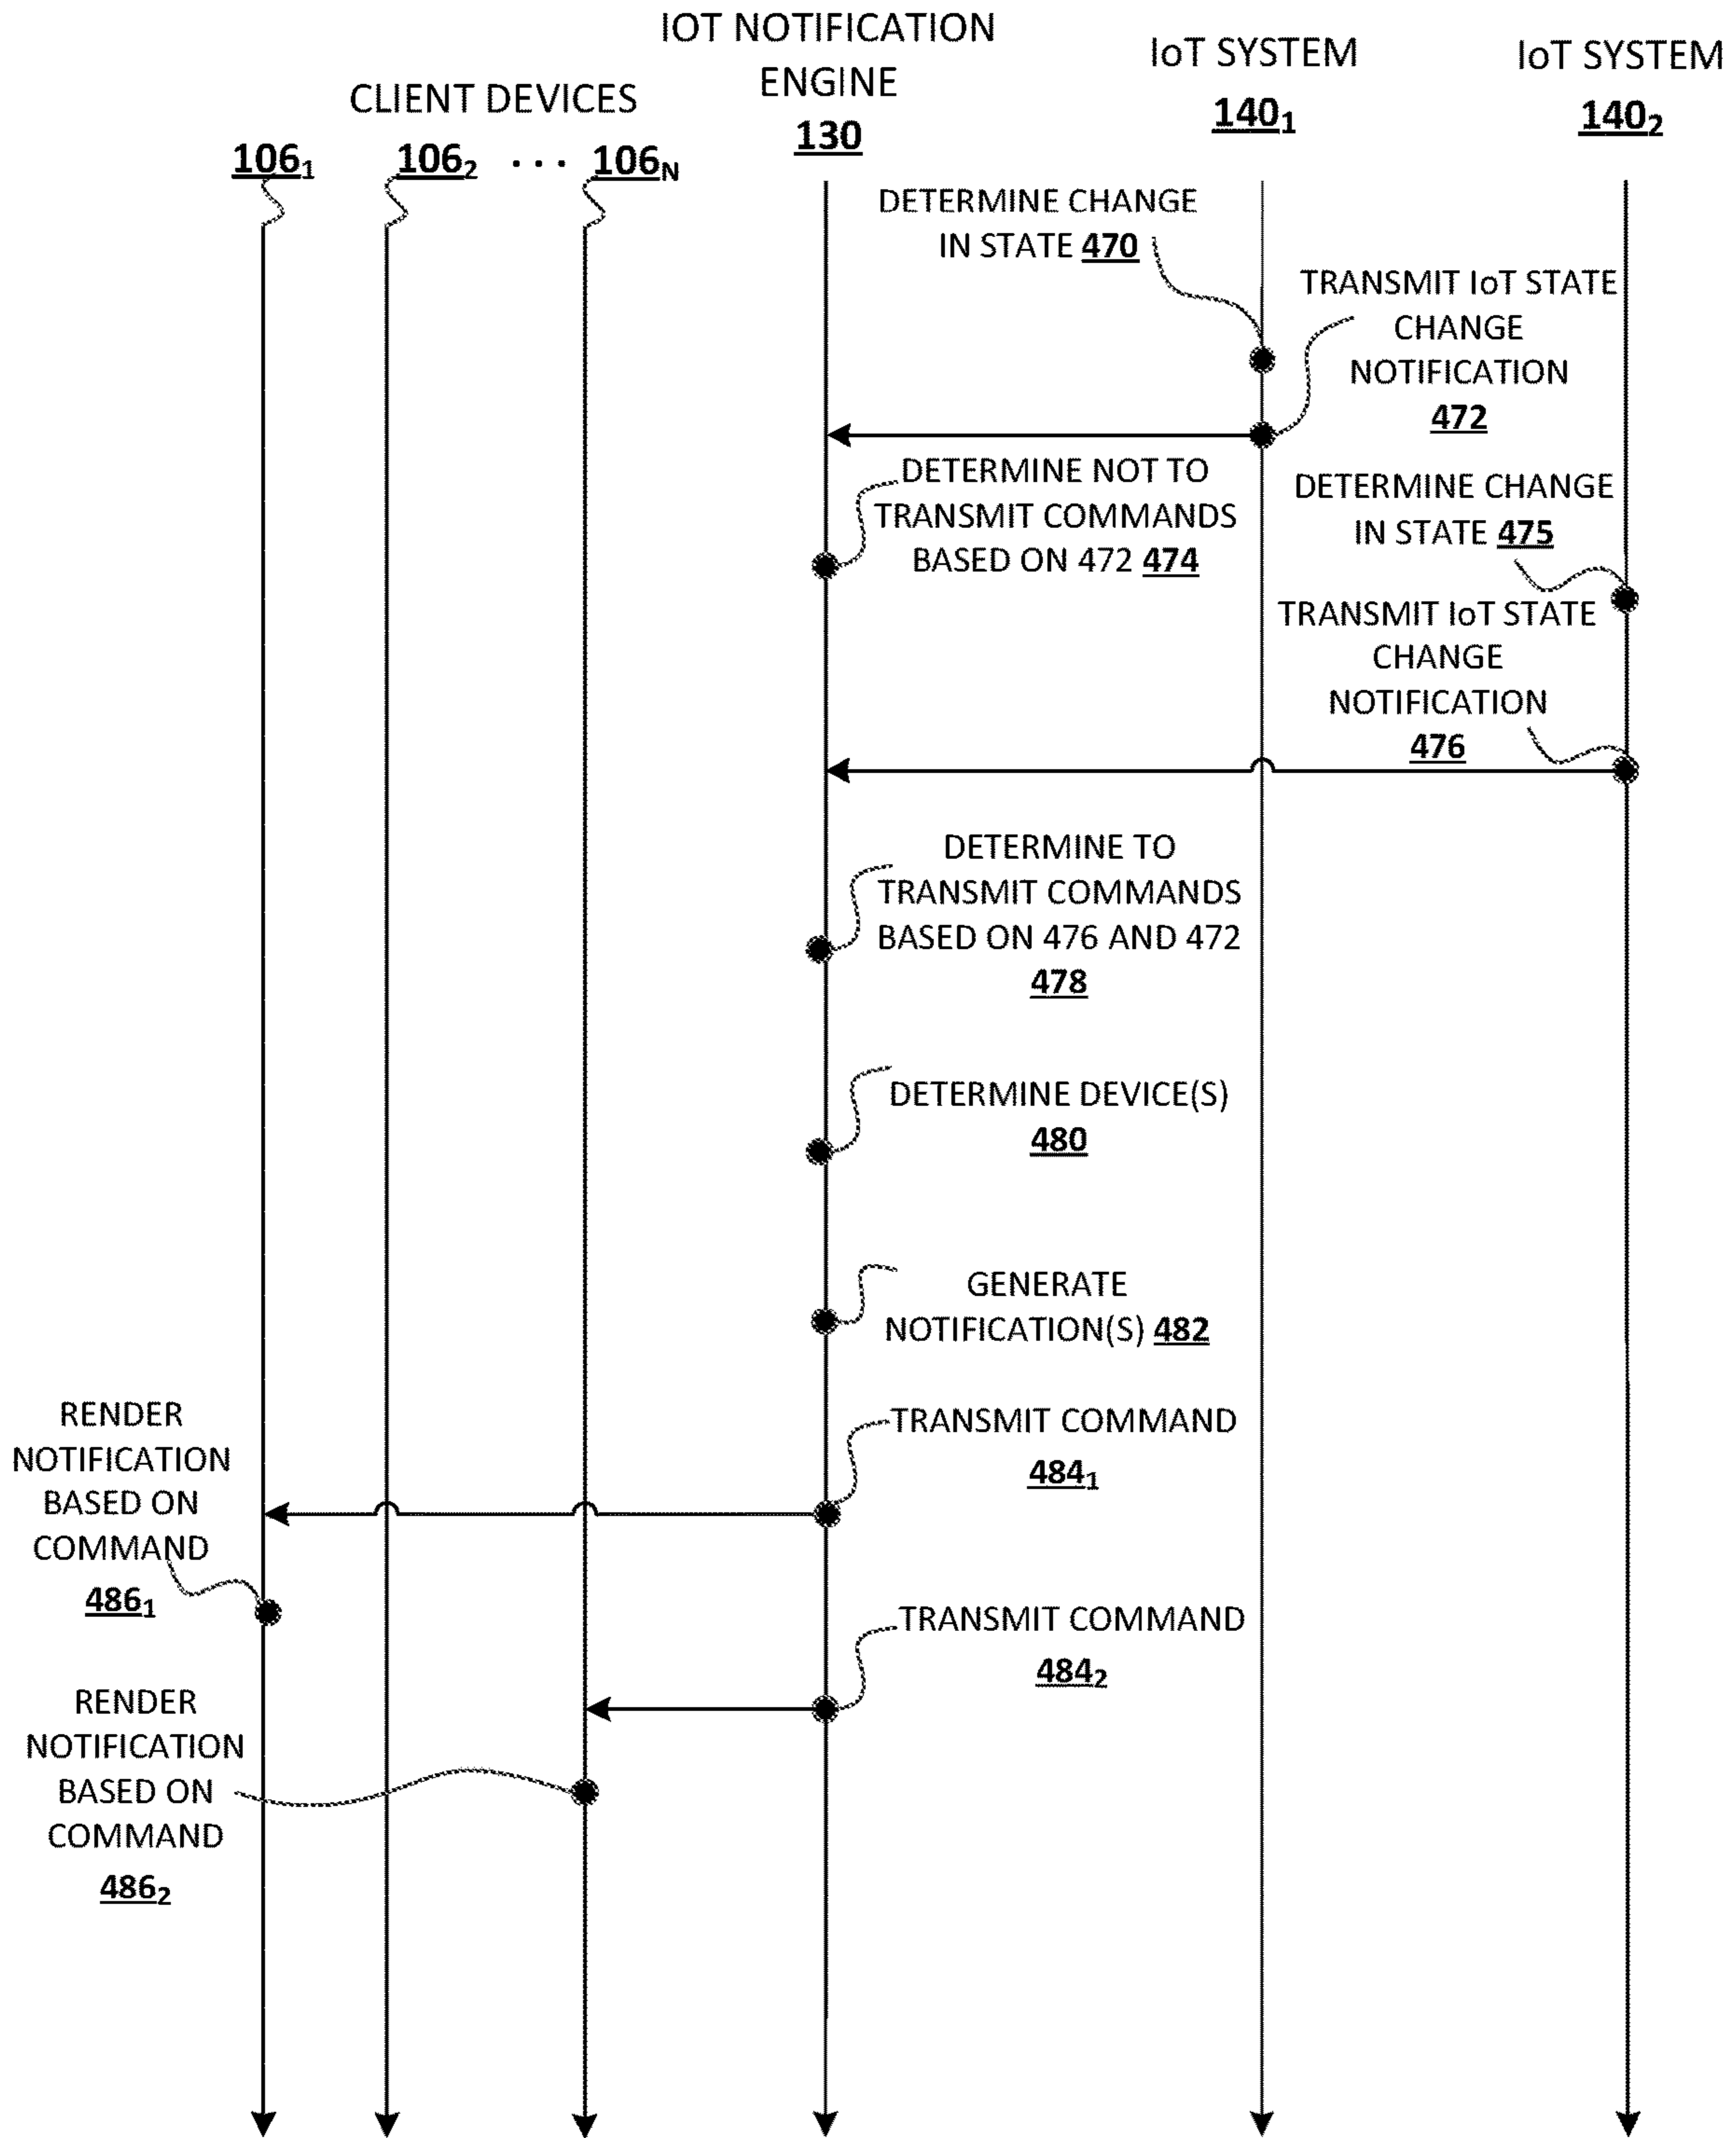 IOT NOTIFICATION
ENGINE
130
IoT SYSTEM
140₁
IoT SYSTEM
140₂
CLIENT DEVICES
106₁ 106₂ ... 106N
DETERMINE CHANGE
IN STATE 470
TRANSMIT IoT STATE
CHANGE
NOTIFICATION
472
DETERMINE NOT TO
TRANSMIT COMMANDS
BASED ON 472 474
DETERMINE CHANGE
IN STATE 475
TRANSMIT IoT STATE
CHANGE
NOTIFICATION
476
DETERMINE TO
TRANSMIT COMMANDS
BASED ON 476 AND 472
478
DETERMINE DEVICE(S)
480
GENERATE
NOTIFICATION(S) 482
TRANSMIT COMMAND
484₁
RENDER
NOTIFICATION
BASED ON
COMMAND
486₁
TRANSMIT COMMAND
484₂
RENDER
NOTIFICATION
BASED ON
COMMAND
486₂